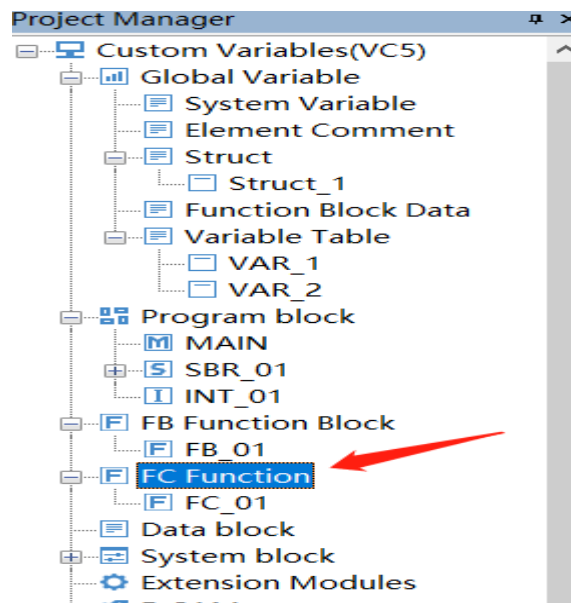 Project Manager
Custom Variables(VC5)
Global Variable
System Variable
Element Comment
Struct
Struct_1
Function Block Data
Variable Table
VAR_1
VAR_2
Program block
M MAIN
S SBR_01
I INT_01
F FB Function Block
F FB_01
F FC Function
F FC_01
Data block
System block
Extension Modules